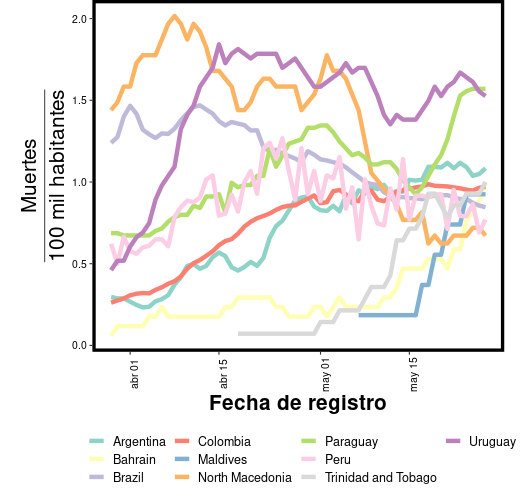 Muertes
100 mil habitantes
2.0
1.5
1.0
0.5
0.0
abr 01
abr 15
may 01
may 15
Fecha de registro
Argentina Colombia Paraguay Uruguay
Bahrain Maldives Peru
Brazil North Macedonia Trinidad and Tobago